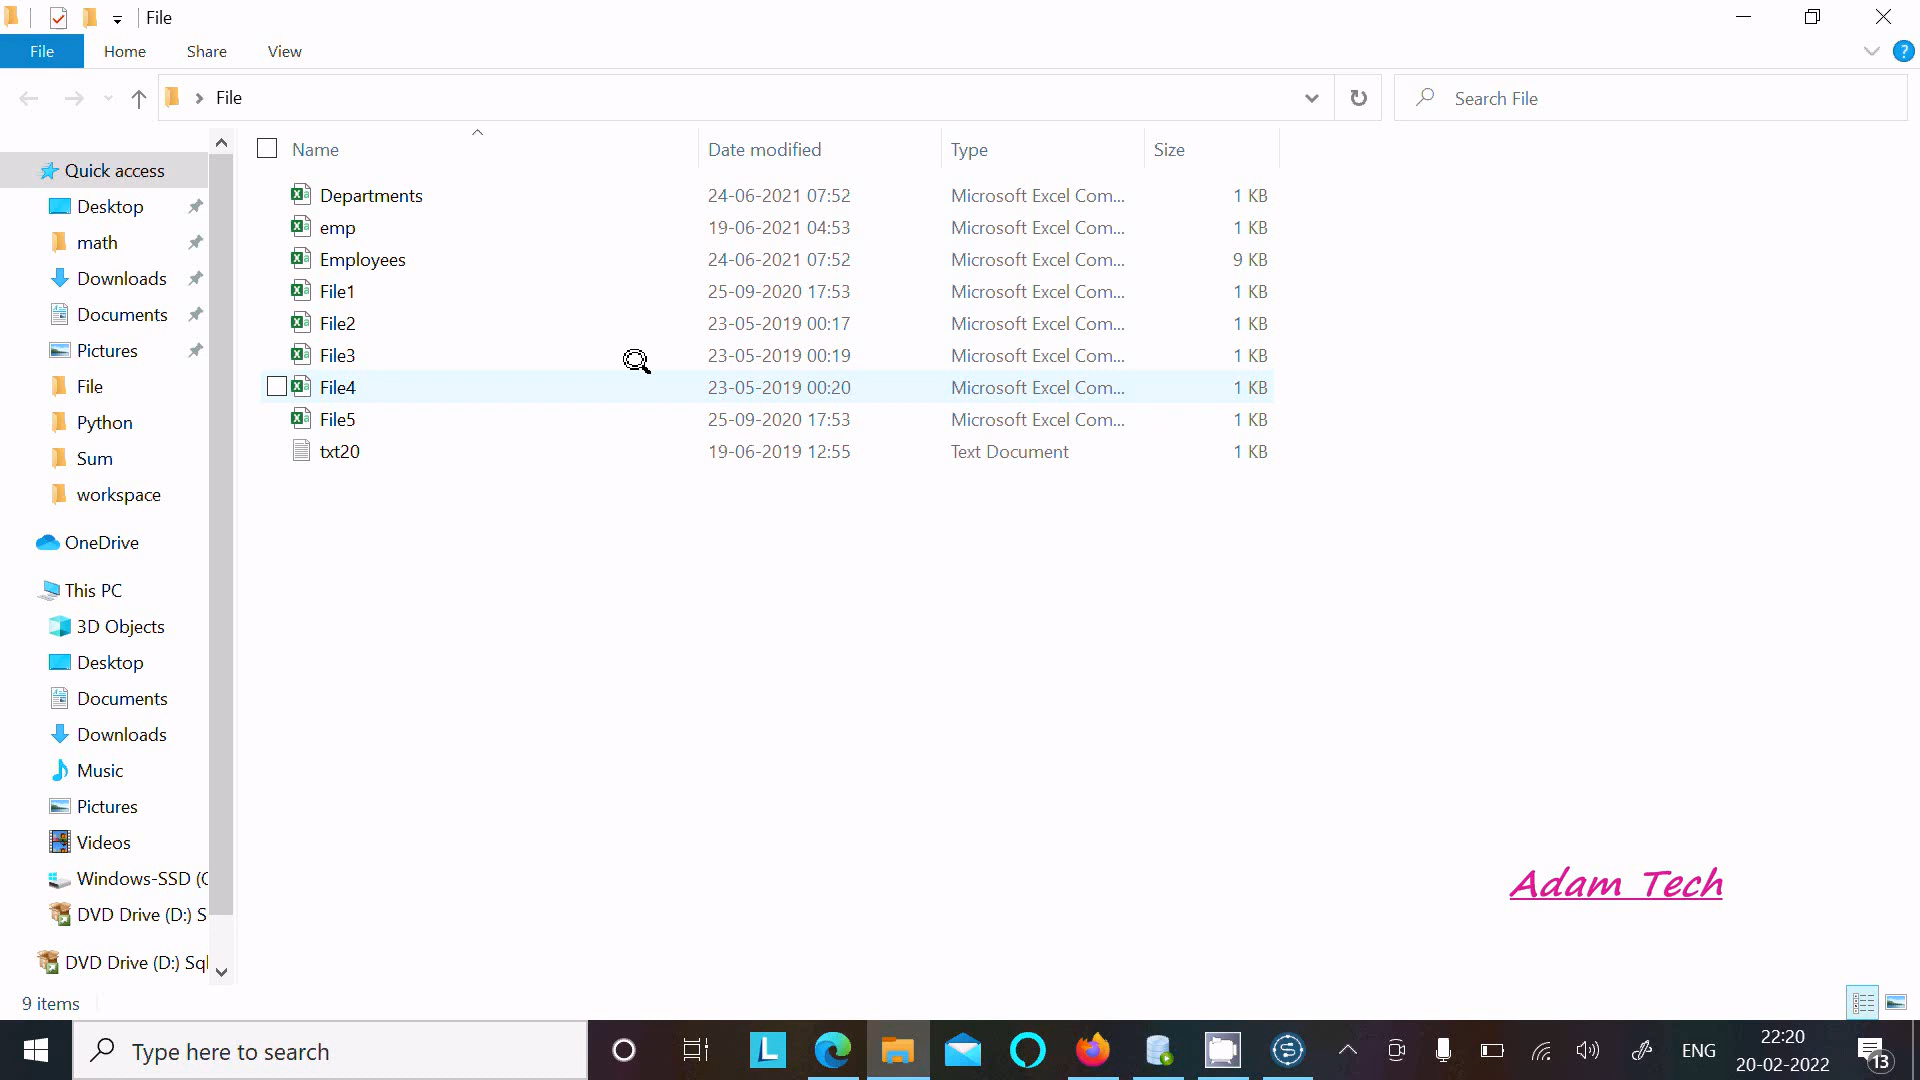 File
File Home Share View
File Search File
Name Date modified Type Size
Departments 24-06-2021 07:52 Microsoft Excel Com... 1 KB
emp 19-06-2021 04:53 Microsoft Excel Com... 1 KB
Employees 24-06-2021 07:52 Microsoft Excel Com... 9 KB
File1 25-09-2020 17:53 Microsoft Excel Com... 1 KB
File2 23-05-2019 00:17 Microsoft Excel Com... 1 KB
File3 23-05-2019 00:19 Microsoft Excel Com... 1 KB
File4 23-05-2019 00:20 Microsoft Excel Com... 1 KB
File5 25-09-2020 17:53 Microsoft Excel Com... 1 KB
txt20 19-06-2019 12:55 Text Document 1 KB
Quick access
Desktop
math
Downloads
Documents
Pictures
File
Python
Sum
workspace
OneDrive
This PC
3D Objects
Desktop
Documents
Downloads
Music
Pictures
Videos
Windows-SSD (C
DVD Drive (D:) S
DVD Drive (D:) Sql
Adam Tech
9 items
Type here to search
ENG
22:20
20-02-2022
13